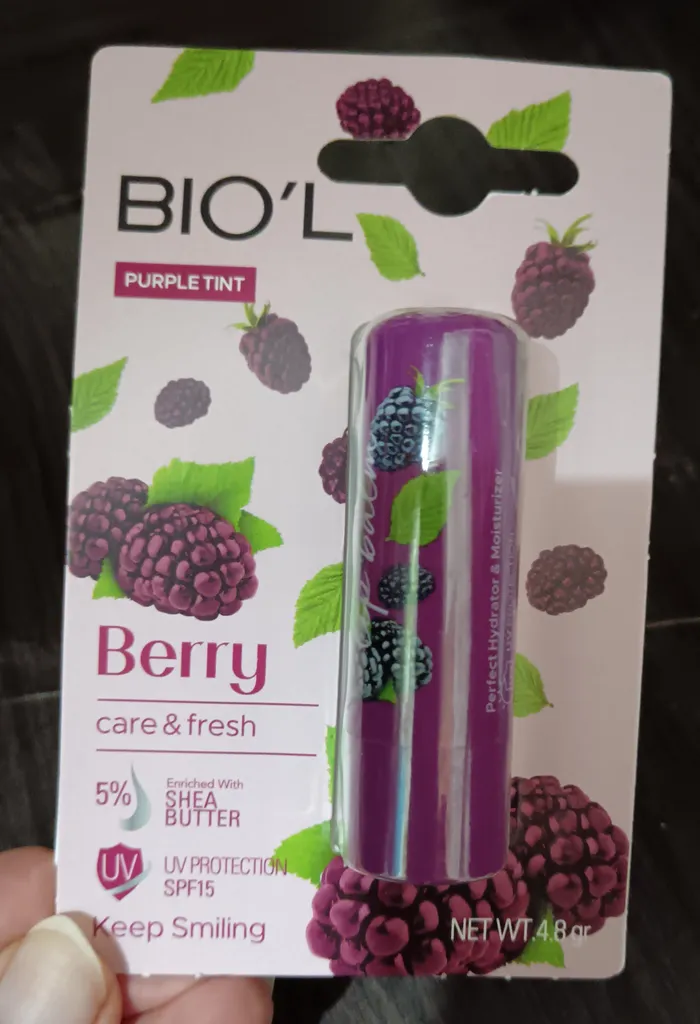 BIO'L
PURPLE TINT
Berry
care & fresh
5%
Enriched With
SHEA
BUTTER
UV
UV PROTECTION
SPF15
Keep Smiling
NET WT.4.8 gr
balm
Perfect Hydrator & Moisturizer